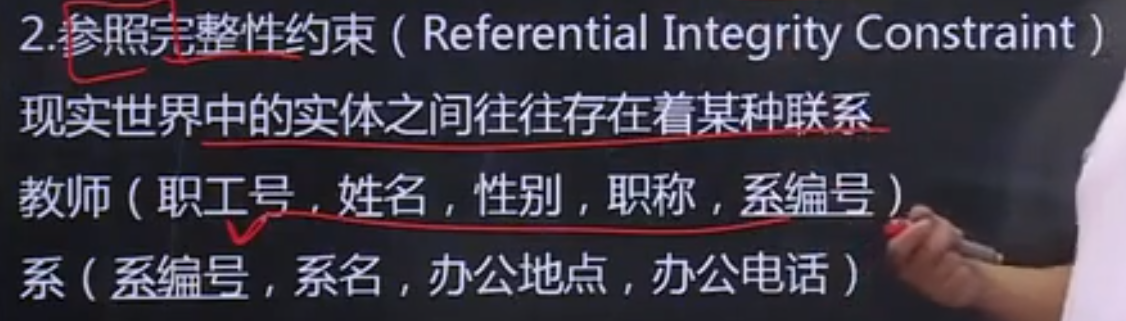 2.参照完整性约束（Referential Integrity Constraint）
现实世界中的实体之间往往存在着某种联系
教师（职工号，姓名，性别，职称，系编号）
系（系编号，系名，办公地点，办公电话）